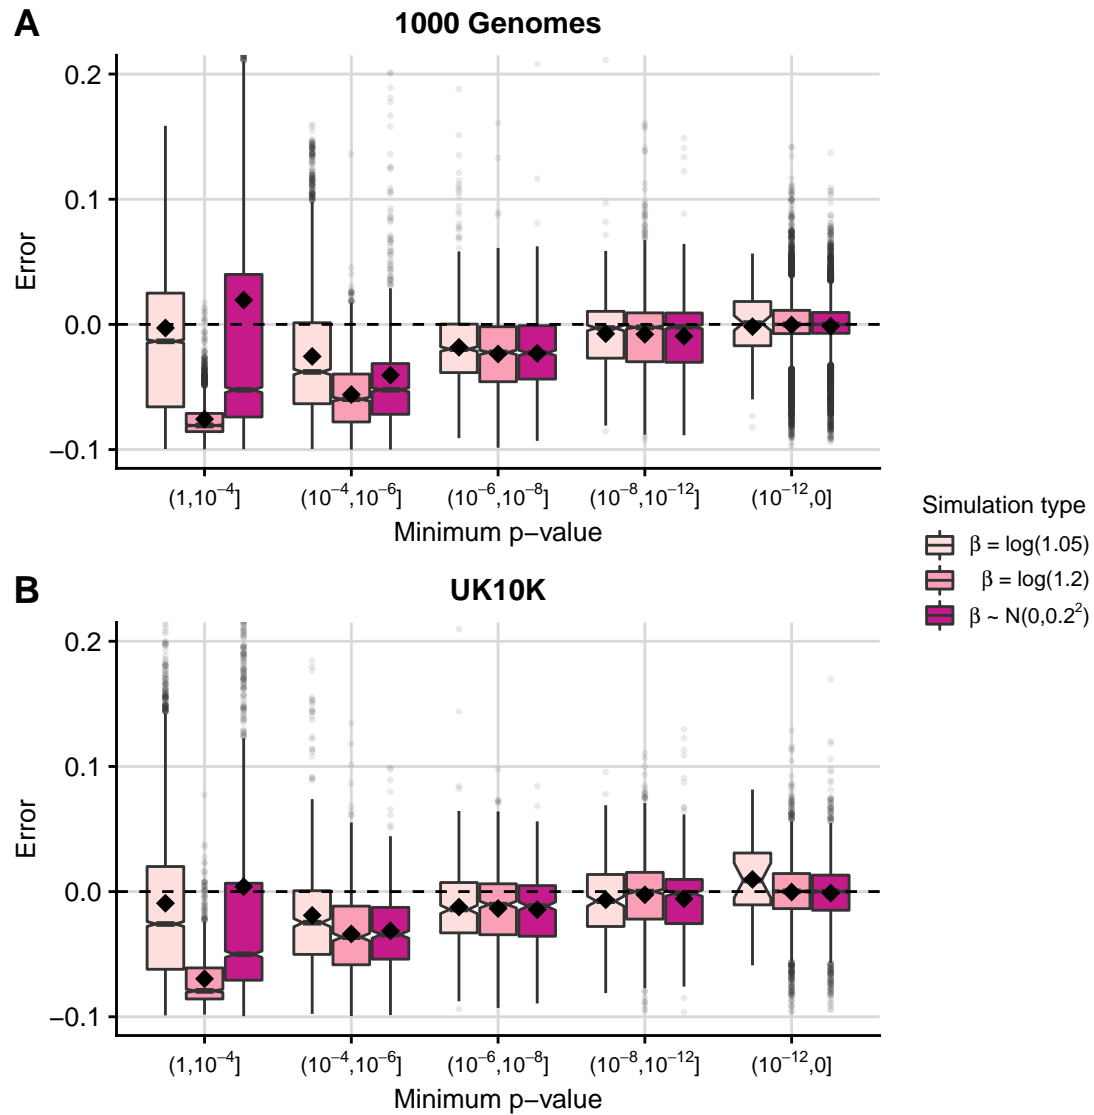 A
1000 Genomes
0.2
0.1
0.0
−0.1
Error
(1,10⁻⁴]
(10⁻⁴,10⁻⁶]
(10⁻⁶,10⁻⁸]
(10⁻⁸,10⁻¹²]
(10⁻¹²,0]
Minimum p−value
Simulation type
β = log(1.05)
β = log(1.2)
β ~ N(0,0.2²)
B
UK10K
0.2
0.1
0.0
−0.1
Error
(1,10⁻⁴]
(10⁻⁴,10⁻⁶]
(10⁻⁶,10⁻⁸]
(10⁻⁸,10⁻¹²]
(10⁻¹²,0]
Minimum p−value